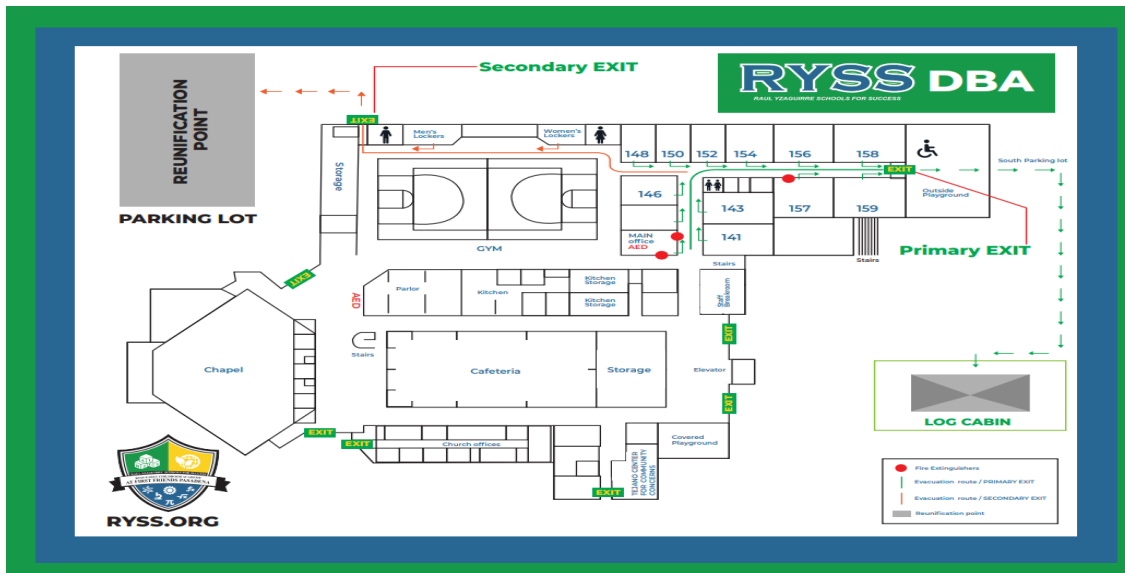 Secondary EXIT
RYSS DBA
RAUL YZAGUIRRE SCHOOLS FOR SUCCESS
REUNIFICATION
POINT
PARKING LOT
EXIT
Men's
Lockers
Women's
Lockers
148
150
152
154
156
158
Storage
EXIT
South Parking lot
146
143
157
159
Outside
Playground
MAIN
office
AED
141
GYM
Primary EXIT
Stairs
Stairs
EXIT
AED
Parlor
Kitchen
Kitchen
Storage
Kitchen
Storage
Staff
Breakroom
EXIT
Stairs
Chapel
Cafeteria
Storage
Elevator
EXIT
LOG CABIN
EXIT
EXIT
Church offices
Covered
Playground
TEJANO CENTER
FOR COMMUNITY
CONCERNS
EXIT
AT FIRST FRIENDS PASADENA
RYSS.ORG
Fire Extinguishers
Evacuation route / PRIMARY EXIT
Evacuation route / SECONDARY EXIT
Reunification point